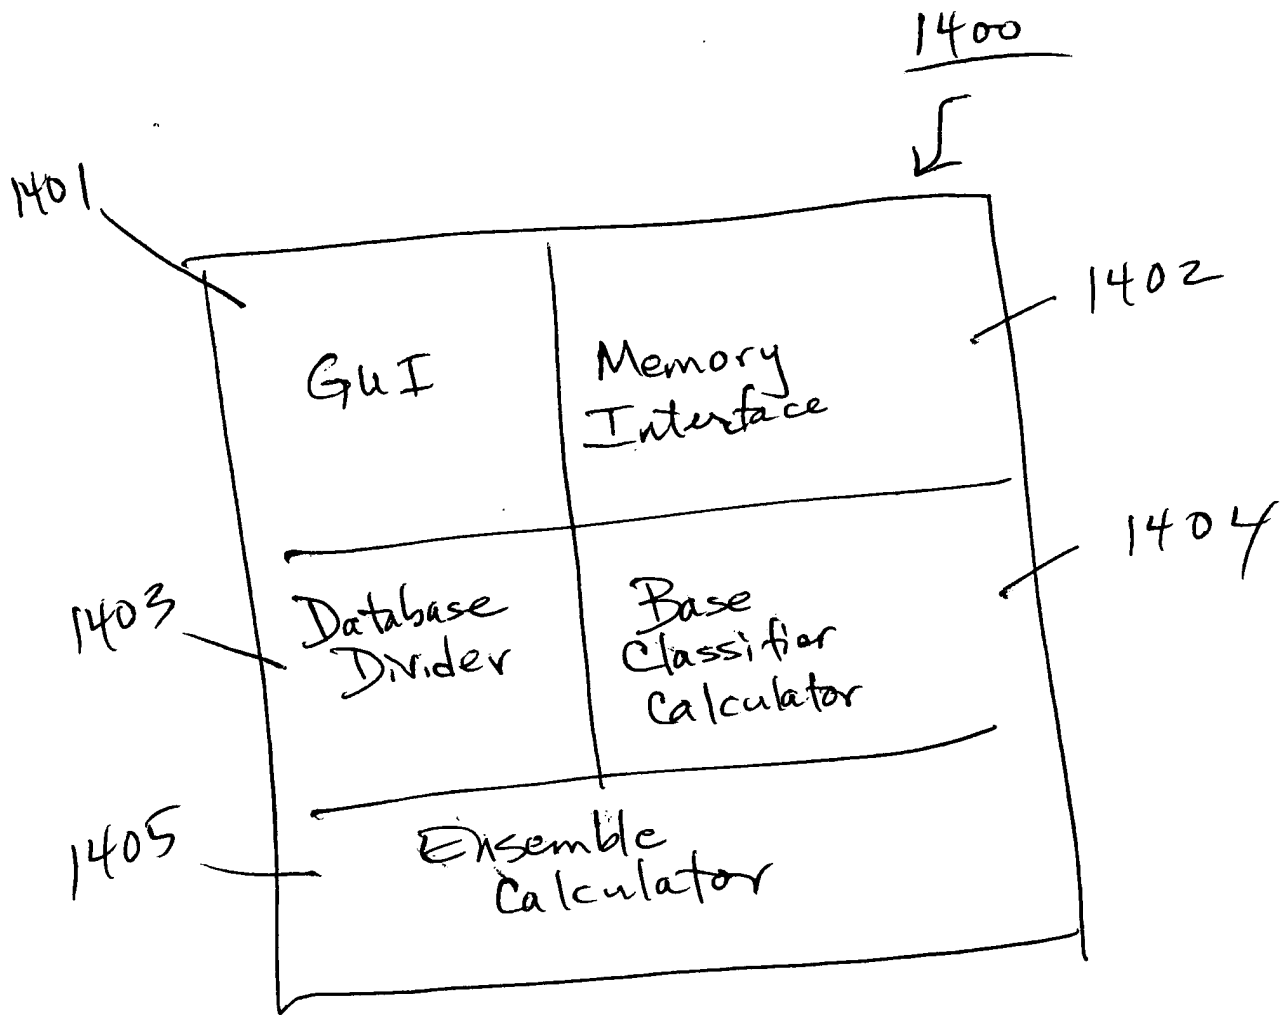 1400
1401
1402
GuI
Memory
Interface
1404
1403
Database
Divider
Base
Classifier
Calculator
1405
Ensemble
Calculator